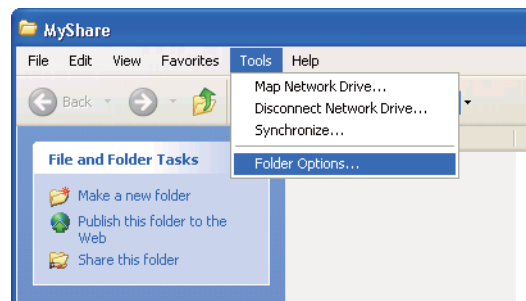 MyShare
File Edit View Favorites Tools Help
Back
Map Network Drive...
Disconnect Network Drive...
Synchronize...
Folder Options...
File and Folder Tasks
Make a new folder
Publish this folder to the
Web
Share this folder